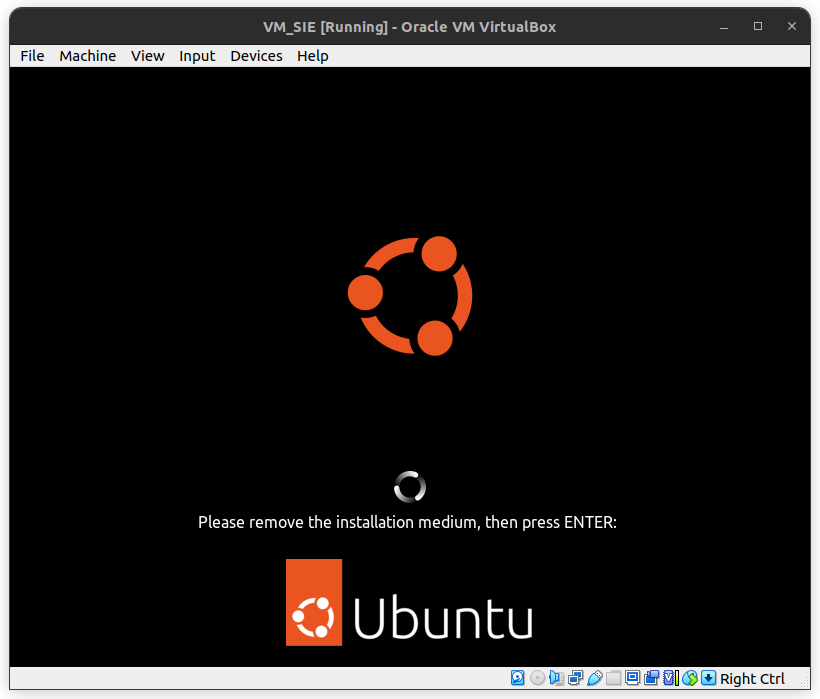 VM_SIE [Running] - Oracle VM VirtualBox
File Machine View Input Devices Help
Please remove the installation medium, then press ENTER:
Ubuntu
Right Ctrl